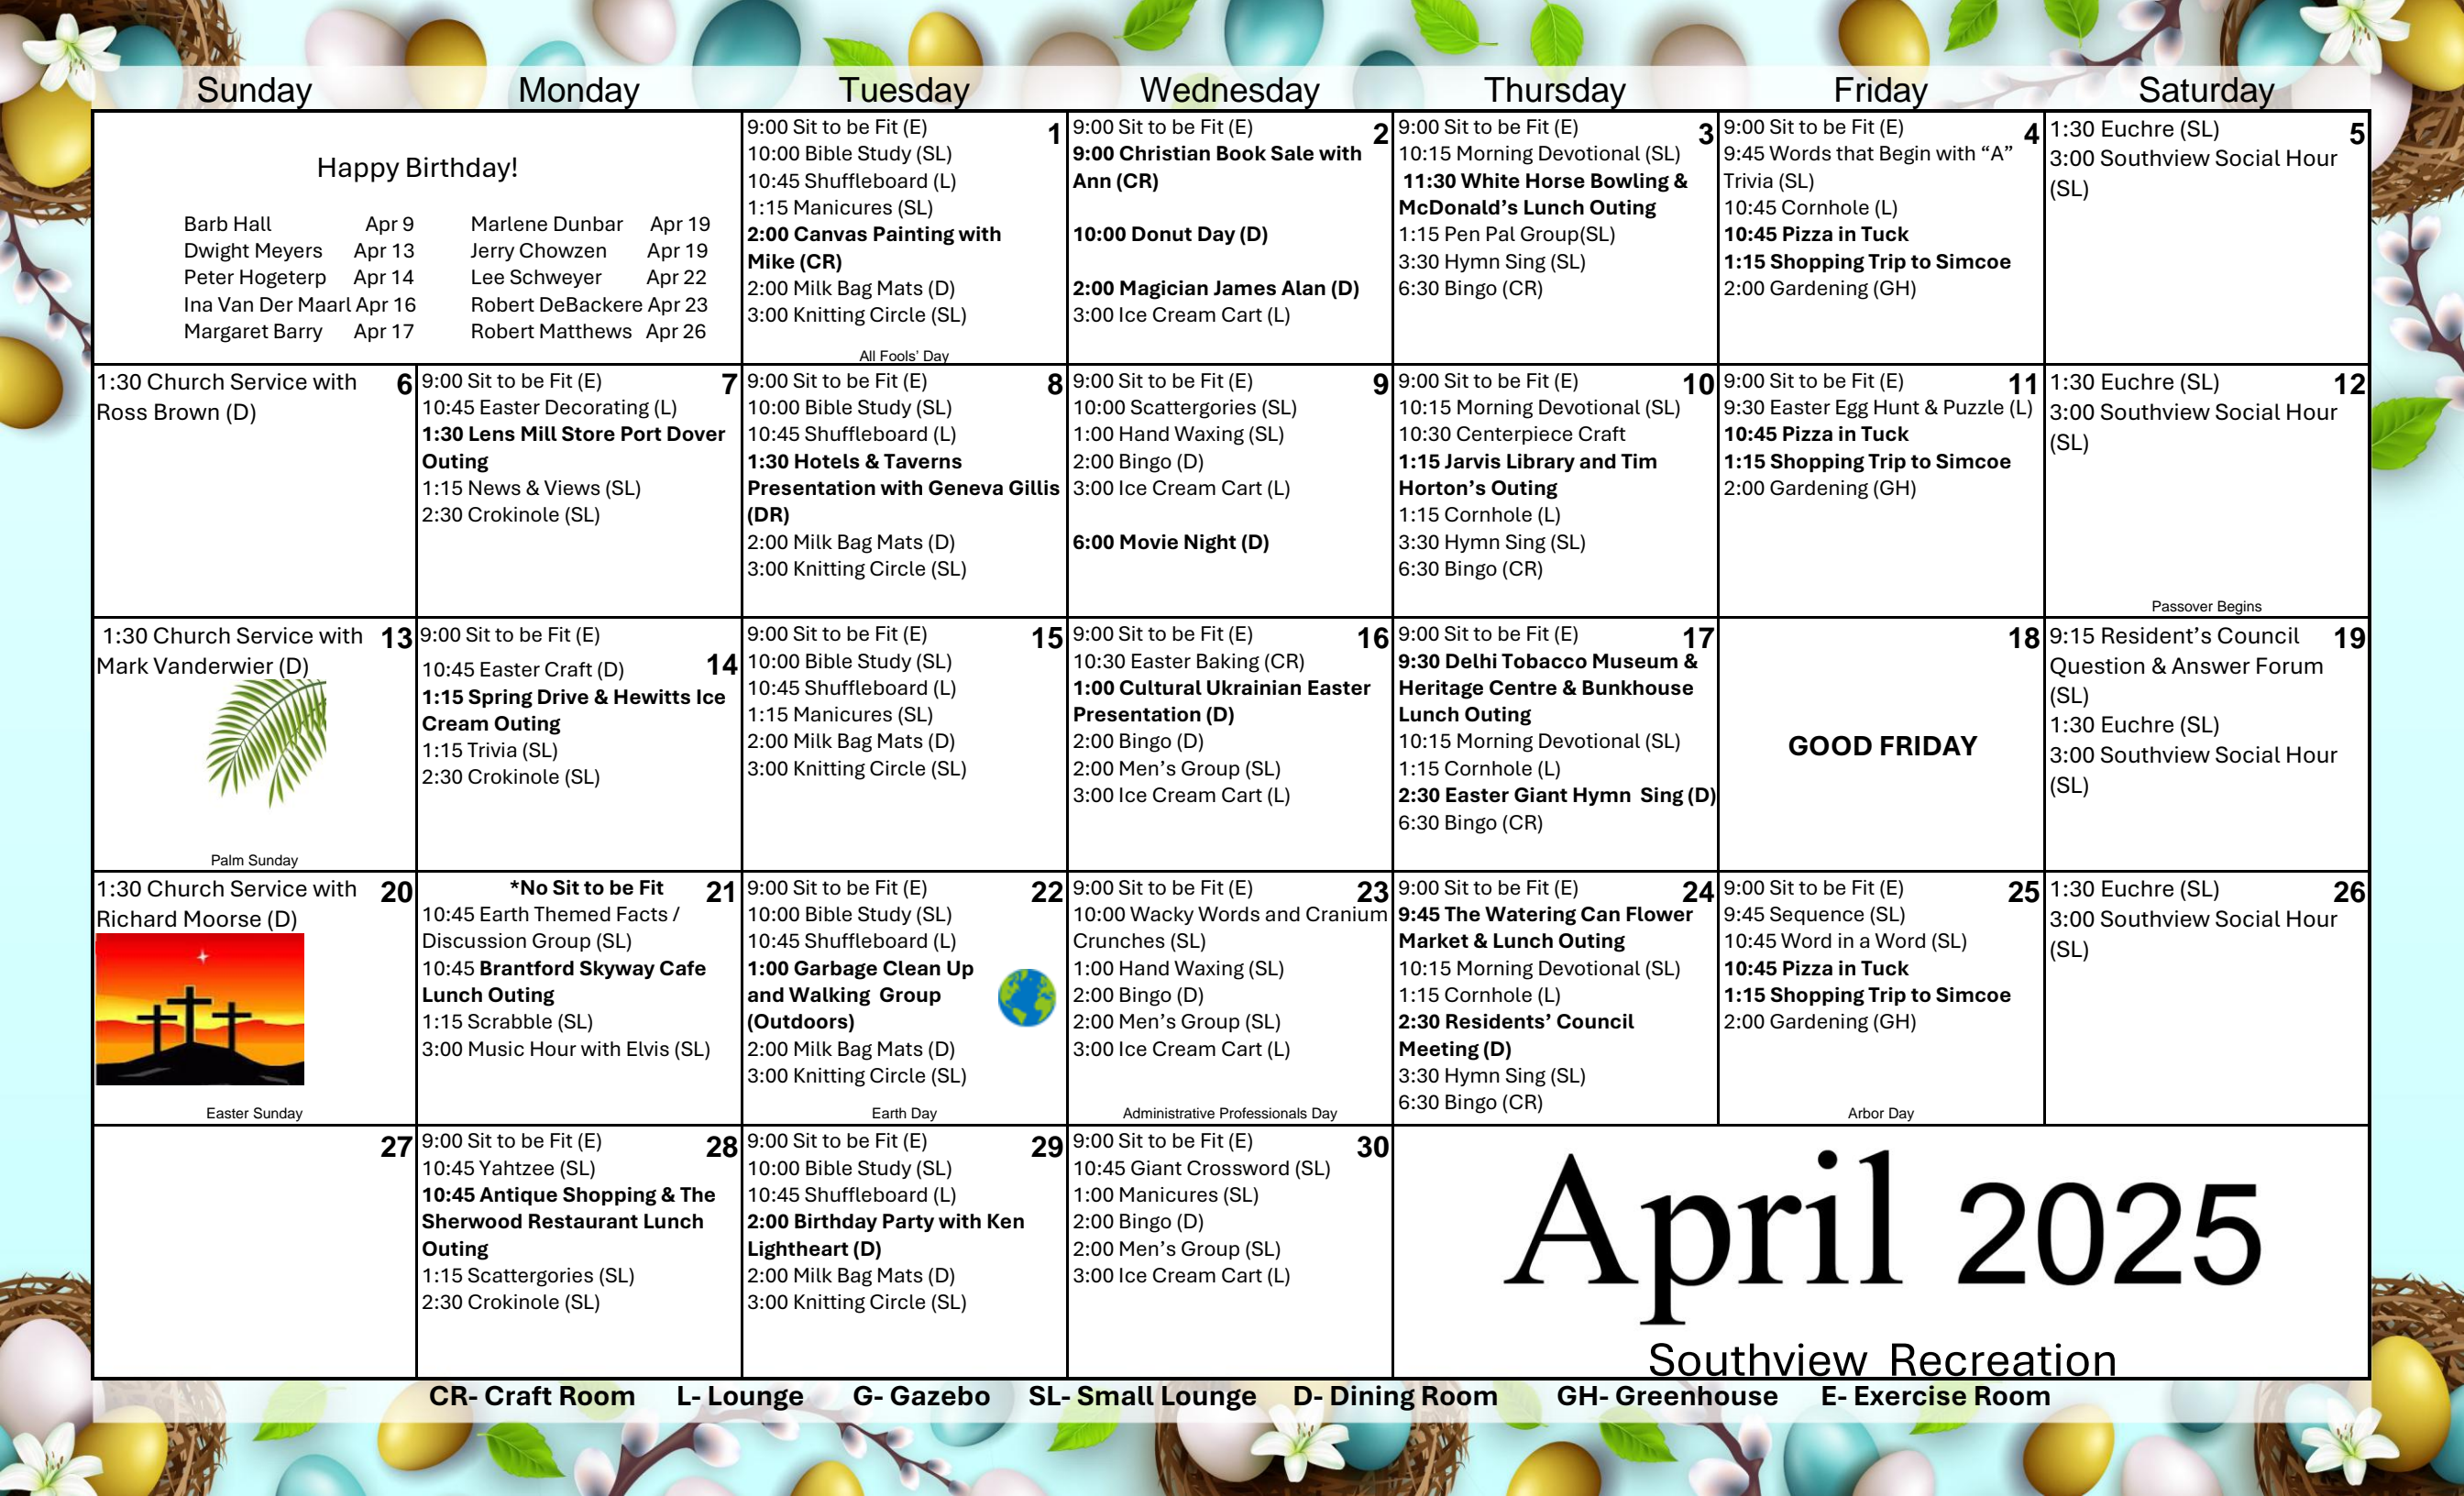 Sunday Monday Tuesday Wednesday Thursday Friday Saturday
Happy Birthday!
Barb Hall Apr 9
Dwight Meyers Apr 13
Peter Hogeterp Apr 14
Ina Van Der Maarl Apr 16
Margaret Barry Apr 17
Marlene Dunbar Apr 19
Jerry Chowzen Apr 19
Lee Schweyer Apr 22
Robert DeBackere Apr 23
Robert Matthews Apr 26
1
9:00 Sit to be Fit (E)
10:00 Bible Study (SL)
10:45 Shuffleboard (L)
1:15 Manicures (SL)
2:00 Canvas Painting with
Mike (CR)
2:00 Milk Bag Mats (D)
3:00 Knitting Circle (SL)
All Fools' Day
2
9:00 Sit to be Fit (E)
9:00 Christian Book Sale with
Ann (CR)
10:00 Donut Day (D)
2:00 Magician James Alan (D)
3:00 Ice Cream Cart (L)
3
9:00 Sit to be Fit (E)
10:15 Morning Devotional (SL)
11:30 White Horse Bowling &
McDonald's Lunch Outing
1:15 Pen Pal Group(SL)
3:30 Hymn Sing (SL)
6:30 Bingo (CR)
4
9:00 Sit to be Fit (E)
9:45 Words that Begin with “A”
Trivia (SL)
10:45 Cornhole (L)
10:45 Pizza in Tuck
1:15 Shopping Trip to Simcoe
2:00 Gardening (GH)
5
1:30 Euchre (SL)
3:00 Southview Social Hour
(SL)
6
1:30 Church Service with
Ross Brown (D)
7
9:00 Sit to be Fit (E)
10:45 Easter Decorating (L)
1:30 Lens Mill Store Port Dover
Outing
1:15 News & Views (SL)
2:30 Crokinole (SL)
8
9:00 Sit to be Fit (E)
10:00 Bible Study (SL)
10:45 Shuffleboard (L)
1:30 Hotels & Taverns
Presentation with Geneva Gillis
(DR)
2:00 Milk Bag Mats (D)
3:00 Knitting Circle (SL)
9
9:00 Sit to be Fit (E)
10:00 Scattergories (SL)
1:00 Hand Waxing (SL)
2:00 Bingo (D)
3:00 Ice Cream Cart (L)
6:00 Movie Night (D)
10
9:00 Sit to be Fit (E)
10:15 Morning Devotional (SL)
10:30 Centerpiece Craft
1:15 Jarvis Library and Tim
Horton's Outing
1:15 Cornhole (L)
3:30 Hymn Sing (SL)
6:30 Bingo (CR)
11
9:00 Sit to be Fit (E)
9:30 Easter Egg Hunt & Puzzle (L)
10:45 Pizza in Tuck
1:15 Shopping Trip to Simcoe
2:00 Gardening (GH)
12
1:30 Euchre (SL)
3:00 Southview Social Hour
(SL)
Passover Begins
13
1:30 Church Service with
Mark Vanderwier (D)
Palm Sunday
14
9:00 Sit to be Fit (E)
10:45 Easter Craft (D)
1:15 Spring Drive & Hewitts Ice
Cream Outing
1:15 Trivia (SL)
2:30 Crokinole (SL)
15
9:00 Sit to be Fit (E)
10:00 Bible Study (SL)
10:45 Shuffleboard (L)
1:15 Manicures (SL)
2:00 Milk Bag Mats (D)
3:00 Knitting Circle (SL)
16
9:00 Sit to be Fit (E)
10:30 Easter Baking (CR)
1:00 Cultural Ukrainian Easter
Presentation (D)
2:00 Bingo (D)
2:00 Men's Group (SL)
3:00 Ice Cream Cart (L)
17
9:00 Sit to be Fit (E)
9:30 Delhi Tobacco Museum &
Heritage Centre & Bunkhouse
Lunch Outing
10:15 Morning Devotional (SL)
1:15 Cornhole (L)
2:30 Easter Giant Hymn Sing (D)
6:30 Bingo (CR)
18
GOOD FRIDAY
19
9:15 Resident's Council
Question & Answer Forum
(SL)
1:30 Euchre (SL)
3:00 Southview Social Hour
(SL)
20
1:30 Church Service with
Richard Moorse (D)
Easter Sunday
21
*No Sit to be Fit
10:45 Earth Themed Facts /
Discussion Group (SL)
10:45 Brantford Skyway Cafe
Lunch Outing
1:15 Scrabble (SL)
3:00 Music Hour with Elvis (SL)
22
9:00 Sit to be Fit (E)
10:00 Bible Study (SL)
10:45 Shuffleboard (L)
1:00 Garbage Clean Up
and Walking Group
(Outdoors)
2:00 Milk Bag Mats (D)
3:00 Knitting Circle (SL)
Earth Day
23
9:00 Sit to be Fit (E)
10:00 Wacky Words and Cranium
Crunches (SL)
1:00 Hand Waxing (SL)
2:00 Bingo (D)
2:00 Men's Group (SL)
3:00 Ice Cream Cart (L)
Administrative Professionals Day
24
9:00 Sit to be Fit (E)
9:45 The Watering Can Flower
Market & Lunch Outing
10:15 Morning Devotional (SL)
1:15 Cornhole (L)
2:30 Residents' Council
Meeting (D)
3:30 Hymn Sing (SL)
6:30 Bingo (CR)
25
9:00 Sit to be Fit (E)
9:45 Sequence (SL)
10:45 Word in a Word (SL)
10:45 Pizza in Tuck
1:15 Shopping Trip to Simcoe
2:00 Gardening (GH)
Arbor Day
26
1:30 Euchre (SL)
3:00 Southview Social Hour
(SL)
27
28
9:00 Sit to be Fit (E)
10:45 Yahtzee (SL)
10:45 Antique Shopping & The
Sherwood Restaurant Lunch
Outing
1:15 Scattergories (SL)
2:30 Crokinole (SL)
29
9:00 Sit to be Fit (E)
10:00 Bible Study (SL)
10:45 Shuffleboard (L)
2:00 Birthday Party with Ken
Lightheart (D)
2:00 Milk Bag Mats (D)
3:00 Knitting Circle (SL)
30
9:00 Sit to be Fit (E)
10:45 Giant Crossword (SL)
1:00 Manicures (SL)
2:00 Bingo (D)
2:00 Men's Group (SL)
3:00 Ice Cream Cart (L)
April 2025
Southview Recreation
CR- Craft Room L- Lounge G- Gazebo SL- Small Lounge D- Dining Room GH- Greenhouse E- Exercise Room